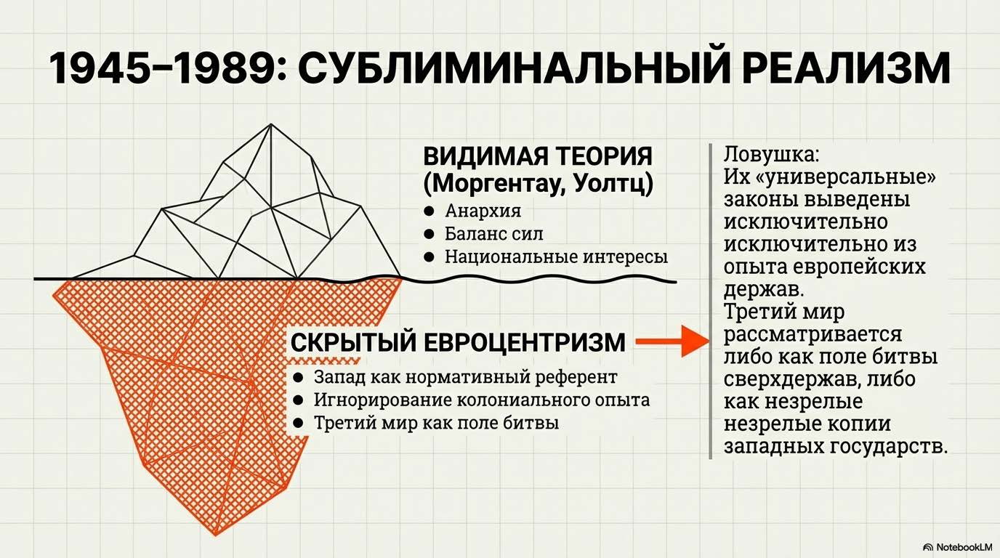 1945–1989: СУБЛИМИНАЛЬНЫЙ РЕАЛИЗМ
ВИДИМАЯ ТЕОРИЯ
(Моргентау, Уолтц)
● Анархия
● Баланс сил
● Национальные интересы
СКРЫТЫЙ ЕВРОЦЕНТРИЗМ
● Запад как нормативный референт
● Игнорирование колониального опыта
● Третий мир как поле битвы
Ловушка:
Их «универсальные»
законы выведены
исключительно
исключительно из
опыта европейских
держав.
Третий мир
рассматривается
либо как поле битвы
сверхдержав, либо
как незрелые
незрелые копии
западных государств.
NotebookLM